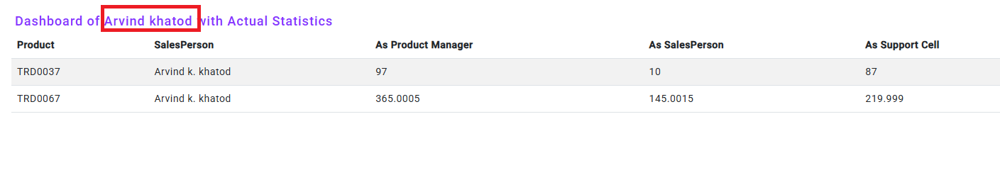 Dashboard of Arvind khatod with Actual Statistics
Product SalesPerson As Product Manager As SalesPerson As Support Cell
TRD0037 Arvind k. khatod 97 10 87
TRD0067 Arvind k. khatod 365.0005 145.0015 219.999